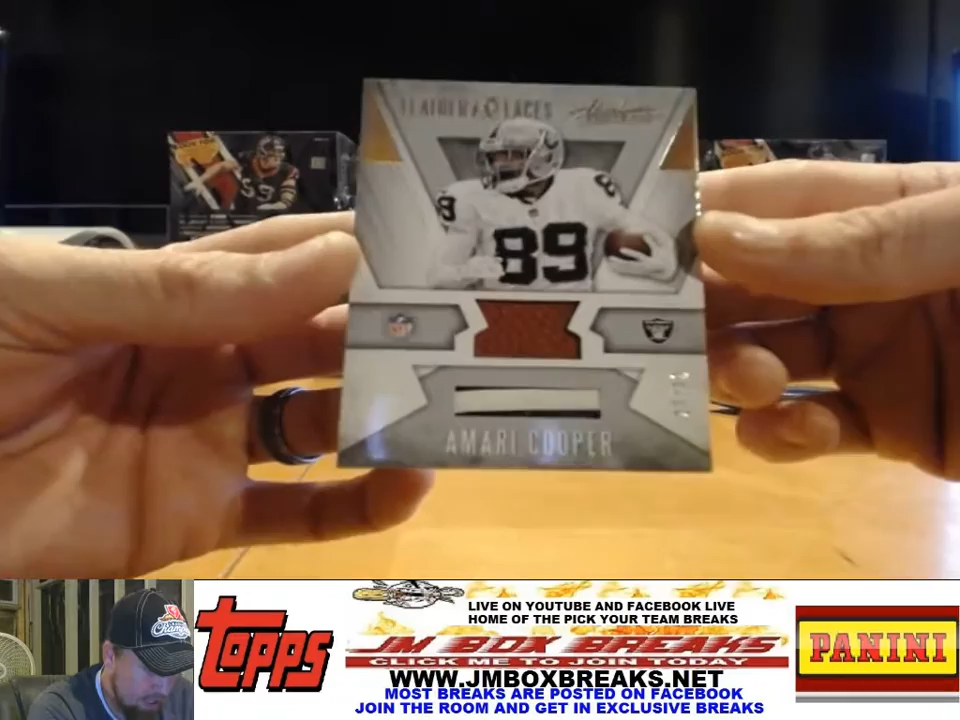 LEATHER & LACES
Absolute
89
89
89
AMARI COOPER
TOPPS
LIVE ON YOUTUBE AND FACEBOOK LIVE
HOME OF THE PICK YOUR TEAM BREAKS
JM BOX BREAKS
CLICK ME TO JOIN TODAY
WWW.JMBOXBREAKS.NET
MOST BREAKS ARE POSTED ON FACEBOOK
JOIN THE ROOM AND GET IN EXCLUSIVE BREAKS
PANINI